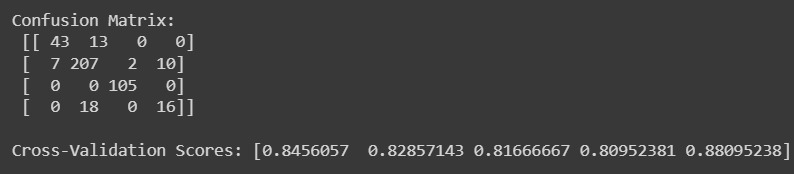 Confusion Matrix:
[[ 43 13 0 0]
[ 7 207 2 10]
[ 0 0 105 0]
[ 0 18 0 16]]
Cross-Validation Scores: [0.8456057 0.82857143 0.81666667 0.80952381 0.88095238]